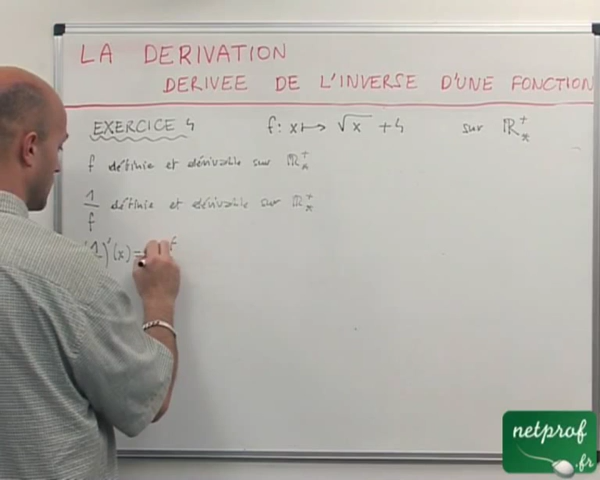 LA DERIVATION
DERIVEE DE L'INVERSE D'UNE FONCTION
EXERCICE 4 f: x ↦ √x + 4 sur ℝ⁺*
f définie et dérivable sur ℝ⁺*
1/f définie et dérivable sur ℝ⁺*
(1/f)'(x) =
netprof
.fr